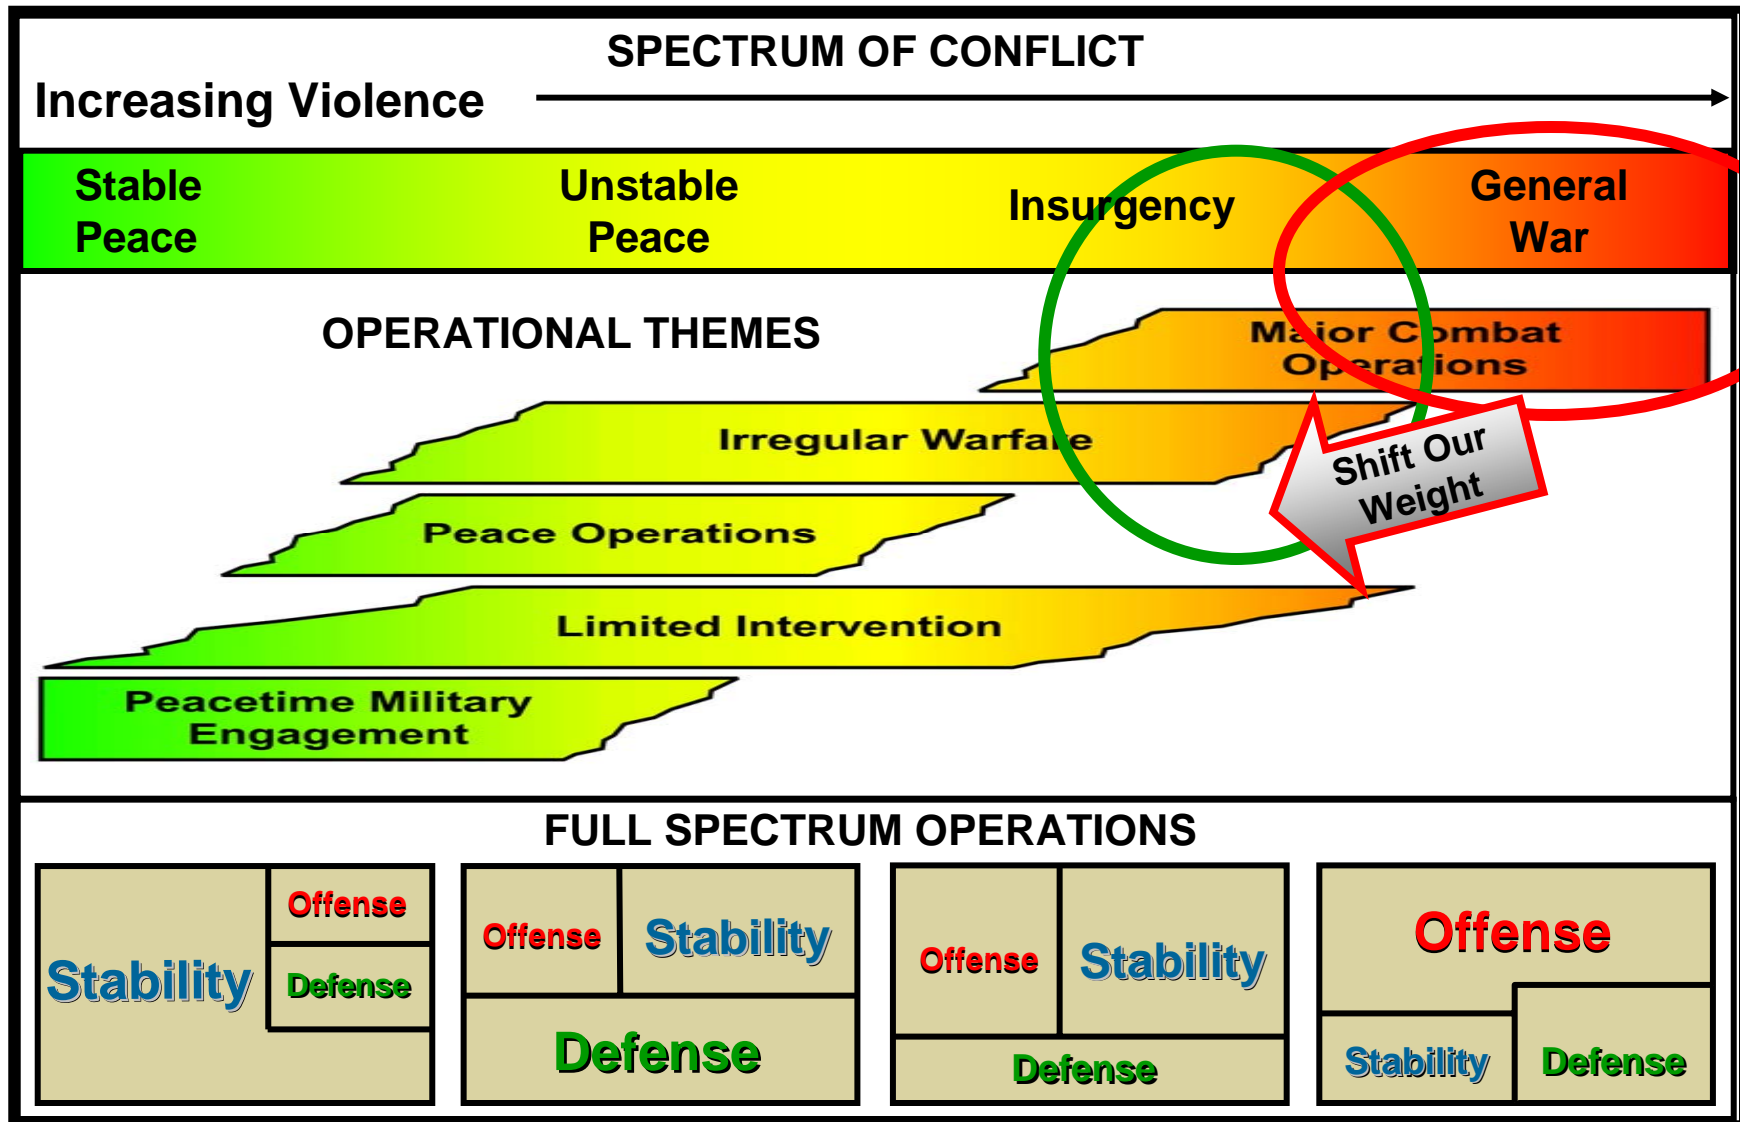 SPECTRUM OF CONFLICT
Increasing Violence
Stable
Peace
Unstable
Peace
Insurgency
General
War
OPERATIONAL THEMES
Major Combat
Operations
Irregular Warfare
Shift Our
Weight
Peace Operations
Limited Intervention
Peacetime Military
Engagement
FULL SPECTRUM OPERATIONS
Stability
Offense
Defense
Offense
Stability
Defense
Offense
Stability
Defense
Offense
Stability
Defense